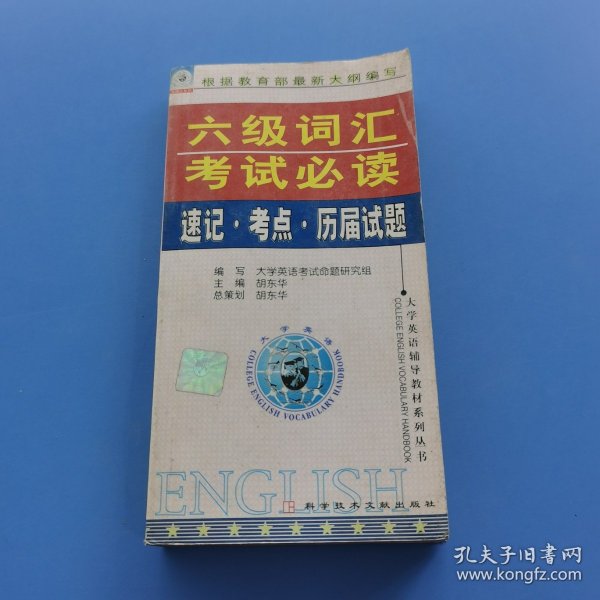 根据教育部最新大纲编写
六级词汇
考试必读
速记·考点·历届试题
编 写 大学英语考试命题研究组
主 编 胡东华
总策划 胡东华
大学英语辅导教材系列丛书
COLLEGE ENGLISH VOCABULARY HANDBOOK
大学英语
COLLEGE ENGLISH VOCABULARY HANDBOOK
ENGLISH
科学技术文献出版社
孔夫子旧书网
www.kongfz.com